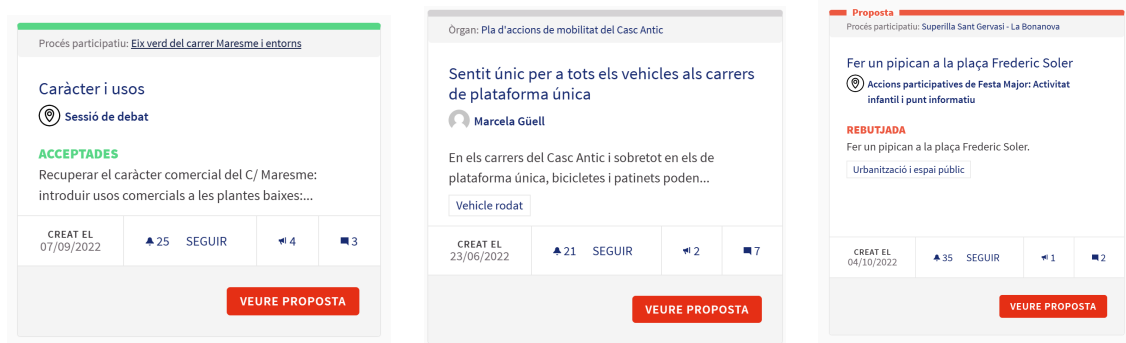 Procés participatiu: Eix verd del carrer Maresme i entorns
Caràcter i usos
Sessió de debat
ACCEPTADES
Recuperar el caràcter comercial del C/ Maresme:
introduir usos comercials a les plantes baixes:...
CREAT EL
07/09/2022
25 SEGUIR
4
3
VEURE PROPOSTA
Òrgan: Pla d'accions de mobilitat del Casc Antic
Sentit únic per a tots els vehicles als carrers
de plataforma única
Marcela Güell
En els carrers del Casc Antic i sobretot en els de
plataforma única, bicicletes i patinets poden...
Vehicle rodat
CREAT EL
23/06/2022
21 SEGUIR
2
7
VEURE PROPOSTA
Proposta
Procés participatiu: Superilla Sant Gervasi - La Bonanova
Fer un pipican a la plaça Frederic Soler
Accions participatives de Festa Major: Activitat
infantil i punt informatiu
REBUTJADA
Fer un pipican a la plaça Frederic Soler.
Urbanització i espai públic
CREAT EL
04/10/2022
35 SEGUIR
1
2
VEURE PROPOSTA